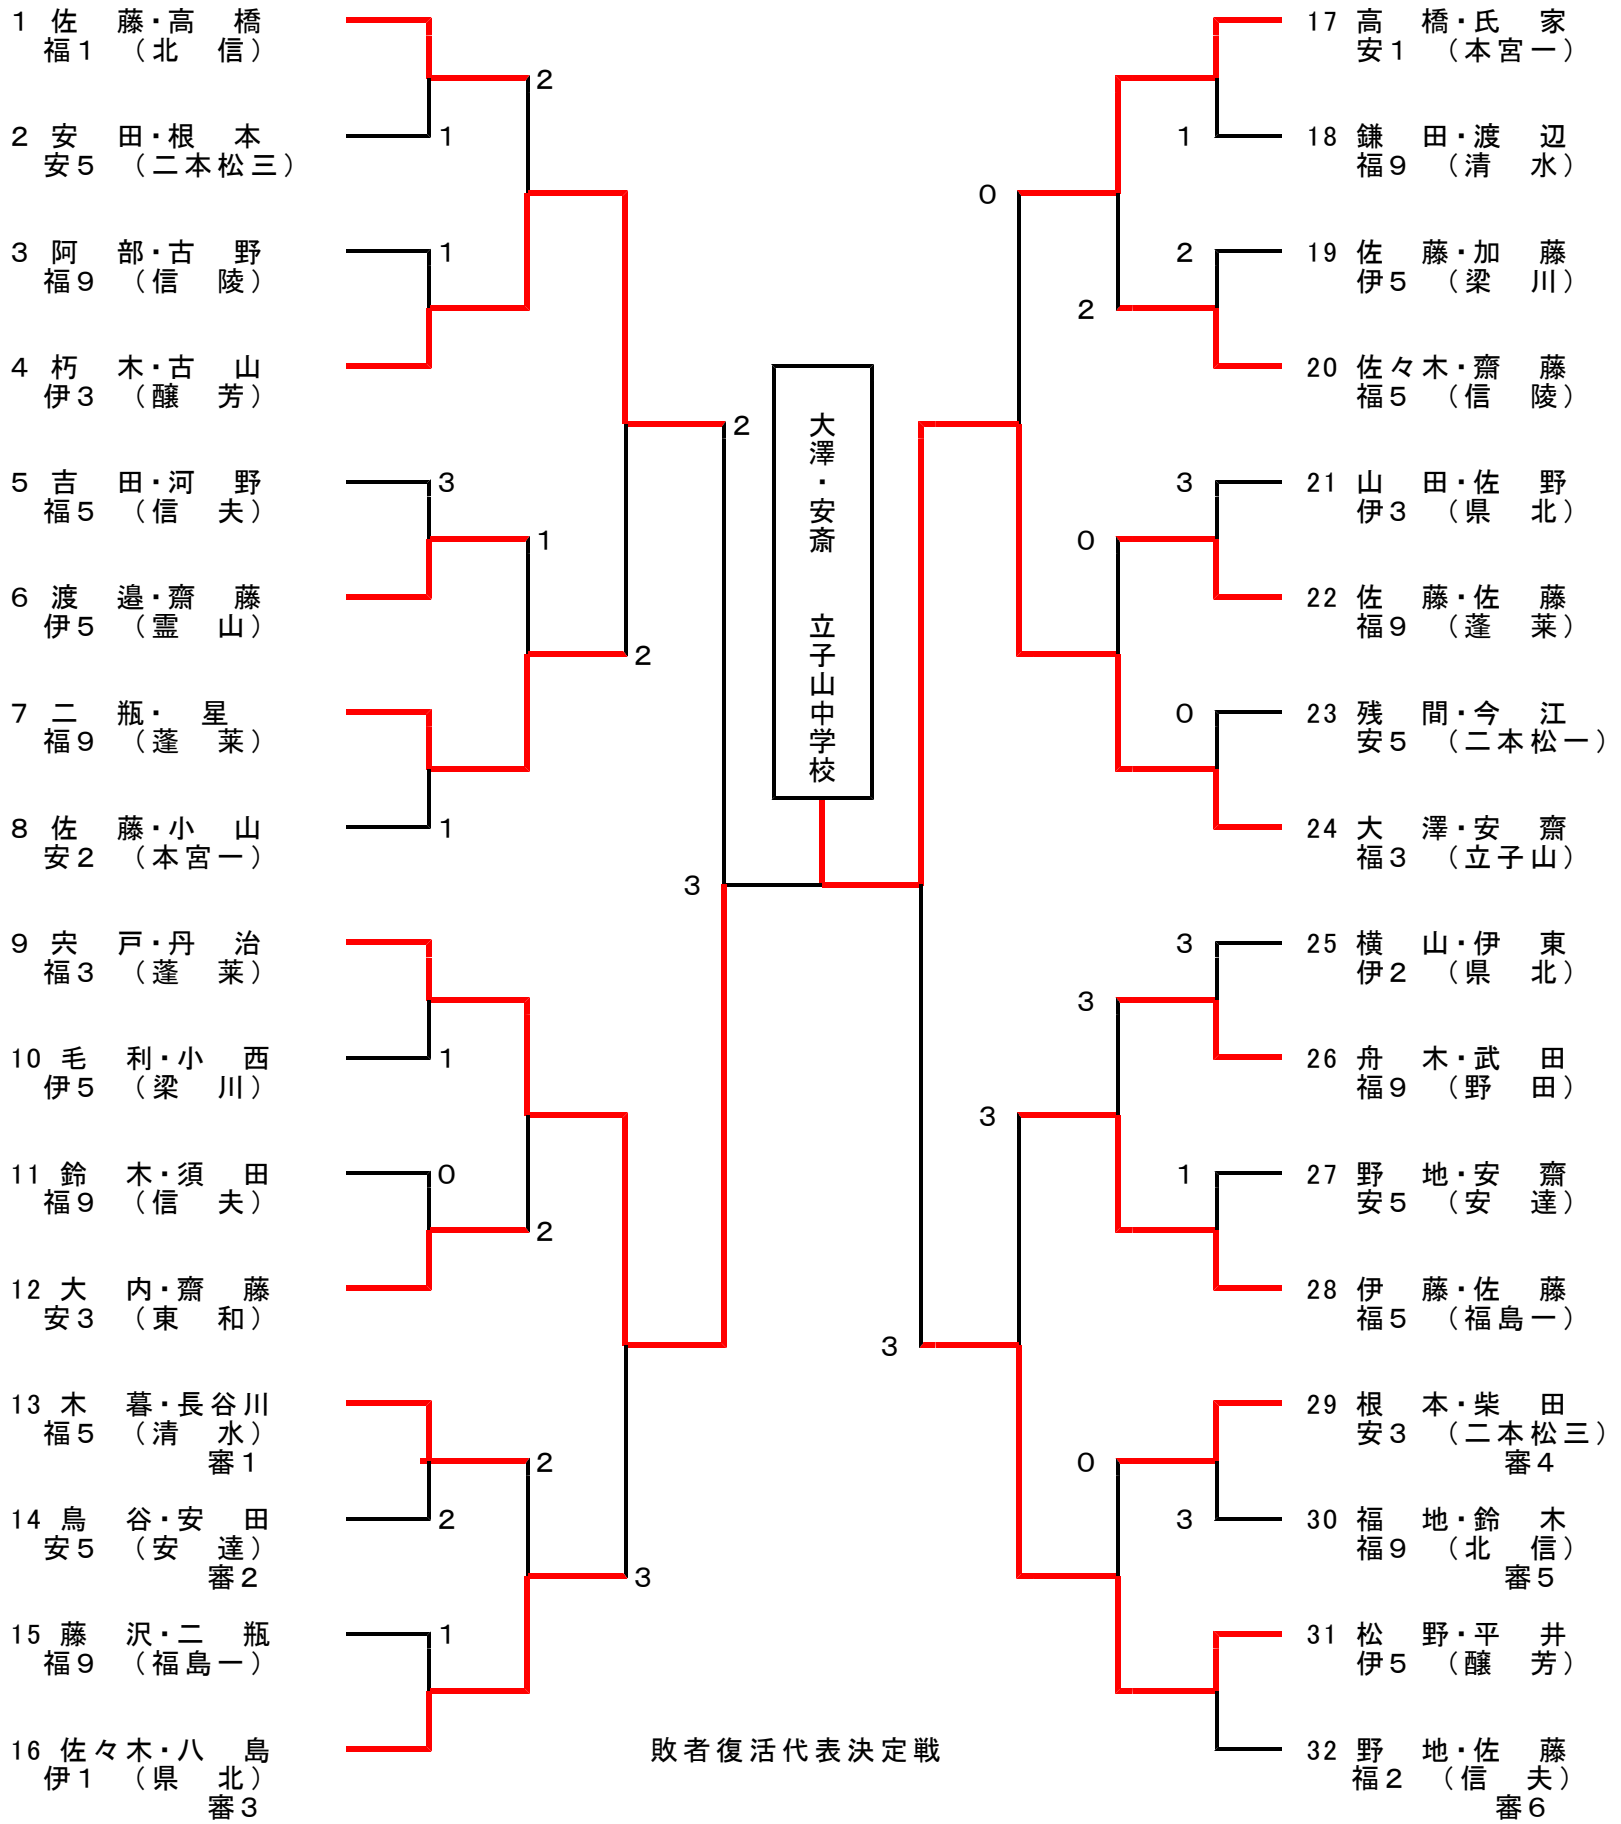 1 佐　藤・高　橋
福1 （北　信）
2
2 安　田・根　本
安5 （二本松三）
1
3 阿　部・古　野
福9 （信　陵）
1
4 朽　木・古　山
伊3 （醸　芳）
2
5 吉　田・河　野
福5 （信　夫）
3
1
6 渡　邉・齋　藤
伊5 （霊　山）
2
7 二　瓶・　星
福9 （蓬　莱）
8 佐　藤・小　山
安2 （本宮一）
1
3
9 宍　戸・丹　治
福3 （蓬　莱）
10 毛　利・小　西
伊5 （梁　川）
1
11 鈴　木・須　田
福9 （信　夫）
0
2
12 大　内・齋　藤
安3 （東　和）
13 木　暮・長谷川
福5 （清　水）
審1
2
14 鳥　谷・安　田
安5 （安　達）
審2
2
3
15 藤　沢・二　瓶
福9 （福島一）
1
16 佐々木・八　島
伊1 （県　北）
審3
大澤・安斎　立子山中学校
敗者復活代表決定戦
17 高　橋・氏　家
安1 （本宮一）
1
18 鎌　田・渡　辺
福9 （清　水）
0
2
19 佐　藤・加　藤
伊5 （梁　川）
2
20 佐々木・齋　藤
福5 （信　陵）
3
21 山　田・佐　野
伊3 （県　北）
0
22 佐　藤・佐　藤
福9 （蓬　莱）
0
23 残　間・今　江
安5 （二本松一）
24 大　澤・安　齋
福3 （立子山）
3
25 横　山・伊　東
伊2 （県　北）
3
26 舟　木・武　田
福9 （野　田）
3
1
27 野　地・安　齋
安5 （安　達）
28 伊　藤・佐　藤
福5 （福島一）
3
29 根　本・柴　田
安3 （二本松三）
審4
0
3
30 福　地・鈴　木
福9 （北　信）
審5
31 松　野・平　井
伊5 （醸　芳）
32 野　地・佐　藤
福2 （信　夫）
審6